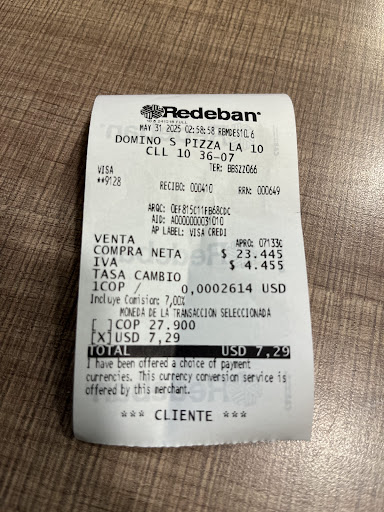 Redeban
MAY 31 2025 02:58:58 RBMDES10.6
DOMINO S PIZZA LA 10
CLL 10 36-07
TER: BBSZZ066
VISA
**9128
RECIBO: 000410 RRN: 000649
ARQC: 0EF815C11FB68CDC
AID: A0000000031010
AP LABEL: VISA CREDI
VENTA APRO: 07133C
COMPRA NETA $ 23.445
IVA $ 4.455
TASA CAMBIO
1COP / 0,0002614 USD
Incluye Comision: 7,00%
MONEDA DE LA TRANSACCIÓN SELECCIONADA
[ ]COP 27.900
[X]USD 7,29
TOTAL USD 7,29
I have been offered a choice of payment
currencies. This currency conversion service is
offered by this merchant.
*** CLIENTE ***